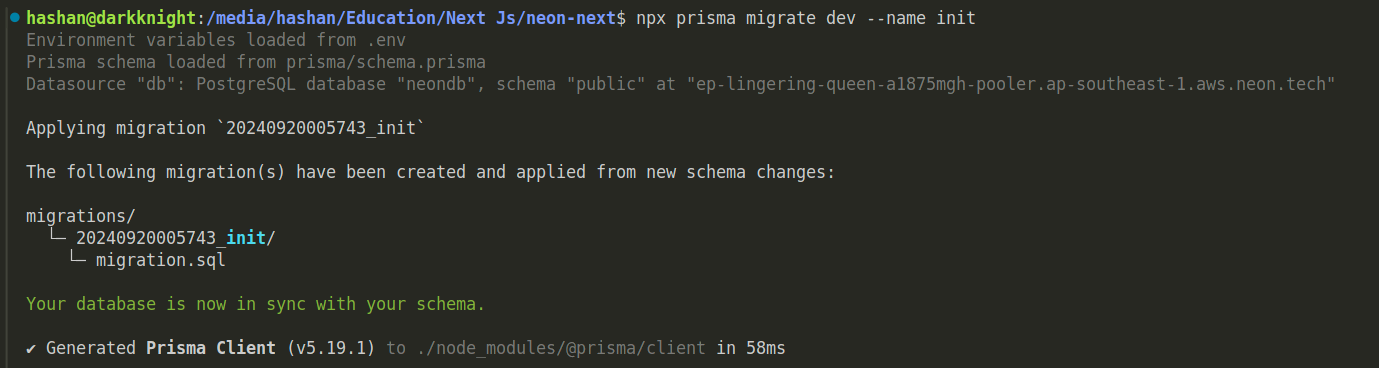 hashan@darkknight:/media/hashan/Education/Next Js/neon-next$ npx prisma migrate dev --name init
Environment variables loaded from .env
Prisma schema loaded from prisma/schema.prisma
Datasource "db": PostgreSQL database "neondb", schema "public" at "ep-lingering-queen-a1875mgh-pooler.ap-southeast-1.aws.neon.tech"
Applying migration `20240920005743_init`
The following migration(s) have been created and applied from new schema changes:
migrations/
└─ 20240920005743_init/
└─ migration.sql
Your database is now in sync with your schema.
✔ Generated Prisma Client (v5.19.1) to ./node_modules/@prisma/client in 58ms